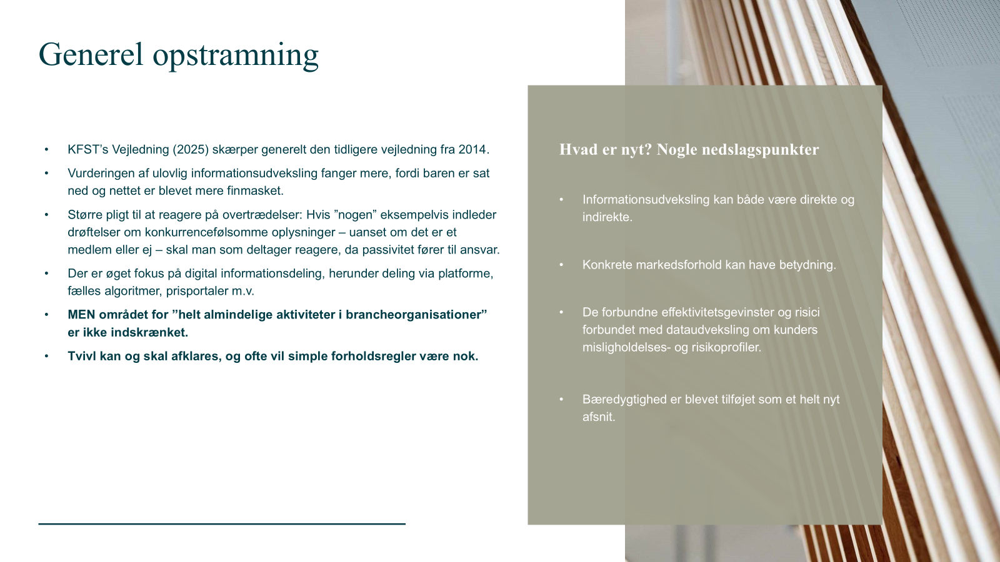 Generel opstramning
• KFST’s Vejledning (2025) skærper generelt den tidligere vejledning fra 2014.
• Vurderingen af ulovlig informationsudveksling fanger mere, fordi baren er sat
ned og nettet er blevet mere finmasket.
• Større pligt til at reagere på overtrædelser: Hvis ”nogen” eksempelvis indleder
drøftelser om konkurrencefølsomme oplysninger – uanset om det er et
medlem eller ej – skal man som deltager reagere, da passivitet fører til ansvar.
• Der er øget fokus på digital informationsdeling, herunder deling via platforme,
fælles algoritmer, prisportaler m.v.
• MEN området for ”helt almindelige aktiviteter i brancheorganisationer”
er ikke indskrænket.
• Tvivl kan og skal afklares, og ofte vil simple forholdsregler være nok.
Hvad er nyt? Nogle nedslagspunkter
• Informationsudveksling kan både være direkte og
indirekte.
• Konkrete markedsforhold kan have betydning.
• De forbundne effektivitetsgevinster og risici
forbundet med dataudveksling om kunders
misligholdelses- og risikoprofiler.
• Bæredygtighed er blevet tilføjet som et helt nyt
afsnit.